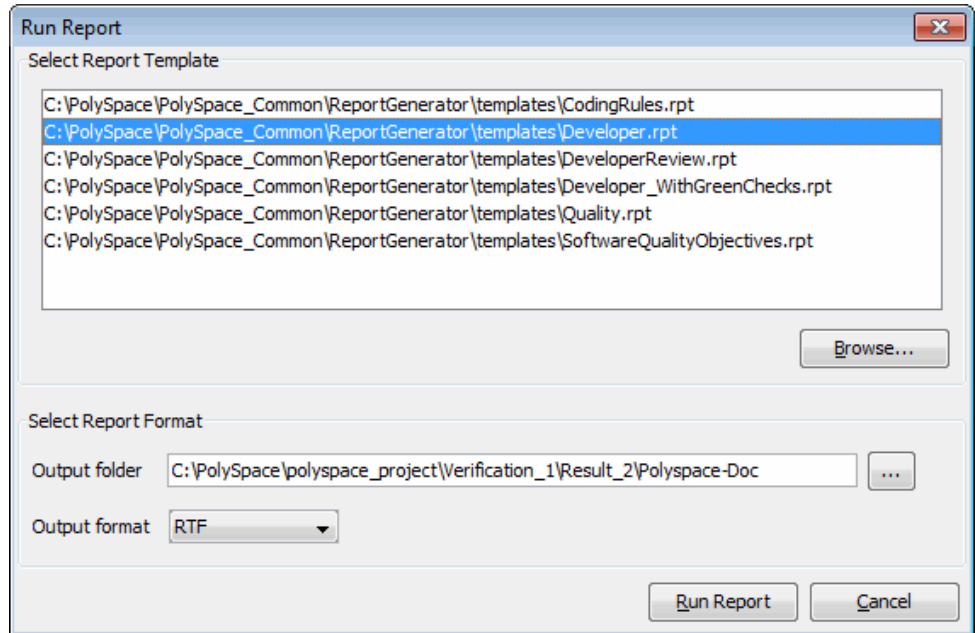 Run Report
Select Report Template
C:\PolySpace\PolySpace_Common\ReportGenerator\templates\CodingRules.rpt
C:\PolySpace\PolySpace_Common\ReportGenerator\templates\Developer.rpt
C:\PolySpace\PolySpace_Common\ReportGenerator\templates\DeveloperReview.rpt
C:\PolySpace\PolySpace_Common\ReportGenerator\templates\Developer_WithGreenChecks.rpt
C:\PolySpace\PolySpace_Common\ReportGenerator\templates\Quality.rpt
C:\PolySpace\PolySpace_Common\ReportGenerator\templates\SoftwareQualityObjectives.rpt
Browse...
Select Report Format
Output folder C:\PolySpace\polyspace_project\Verification_1\Result_2\Polyspace-Doc ...
Output format RTF
Run Report Cancel